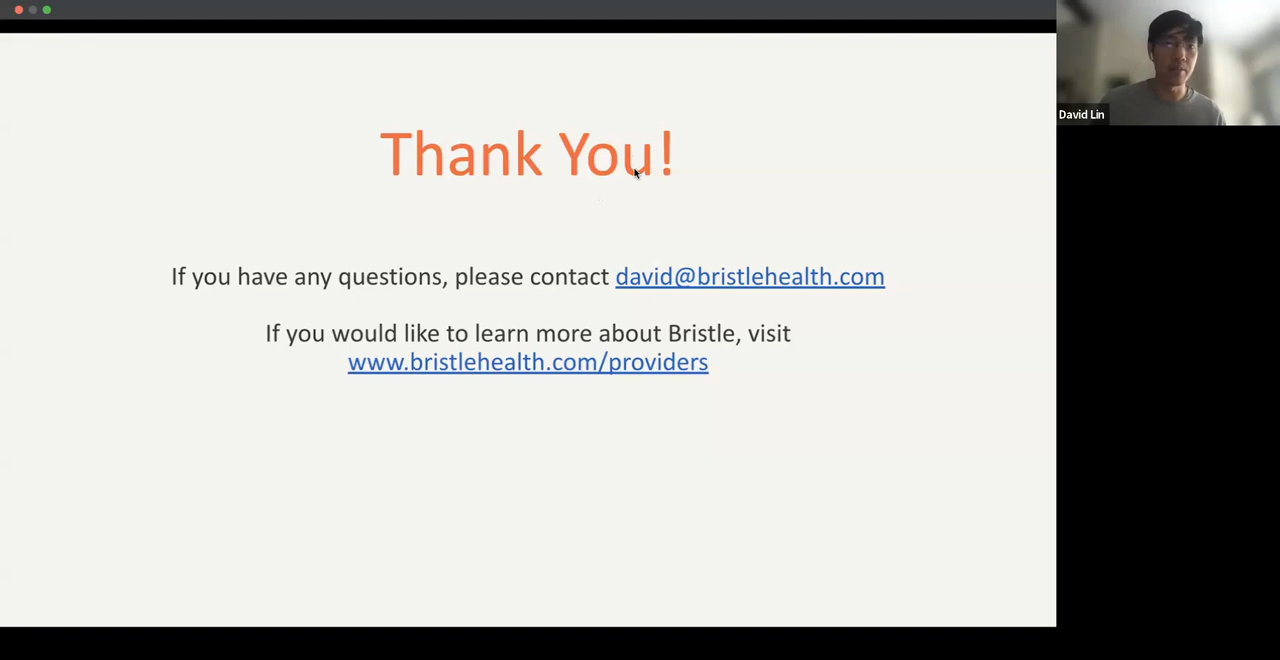 Thank You!
If you have any questions, please contact david@bristlehealth.com
If you would like to learn more about Bristle, visit
www.bristlehealth.com/providers
David Lin